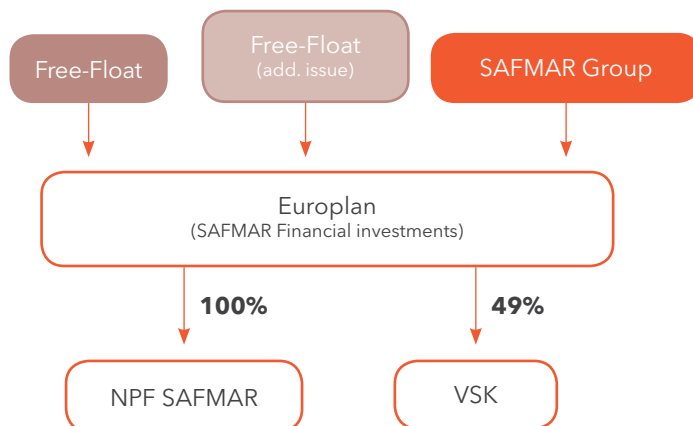 Free-Float
Free-Float
(add. issue)
SAFMAR Group
Europlan
(SAFMAR Financial investments)
100%
49%
NPF SAFMAR
VSK